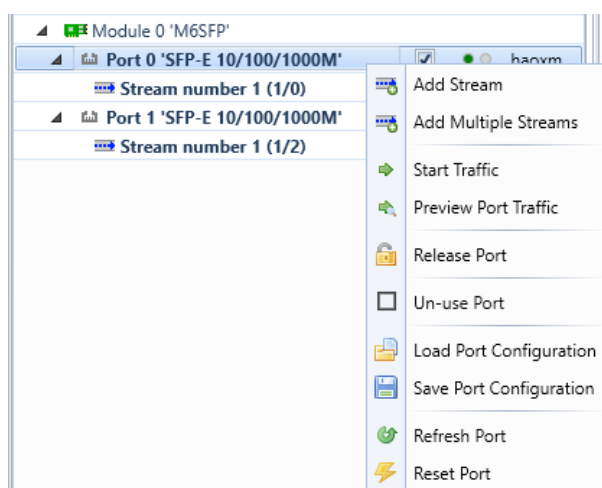 Module 0 'M6SFP'
Port 0 'SFP-E 10/100/1000M' haoxm
Stream number 1 (1/0)
Port 1 'SFP-E 10/100/1000M'
Stream number 1 (1/2)
Add Stream
Add Multiple Streams
Start Traffic
Preview Port Traffic
Release Port
Un-use Port
Load Port Configuration
Save Port Configuration
Refresh Port
Reset Port